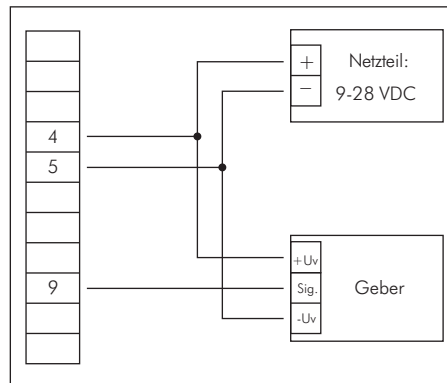 4
5
9
+
−
Netzteil:
9-28 VDC
+Uv
Sig.
-Uv
Geber